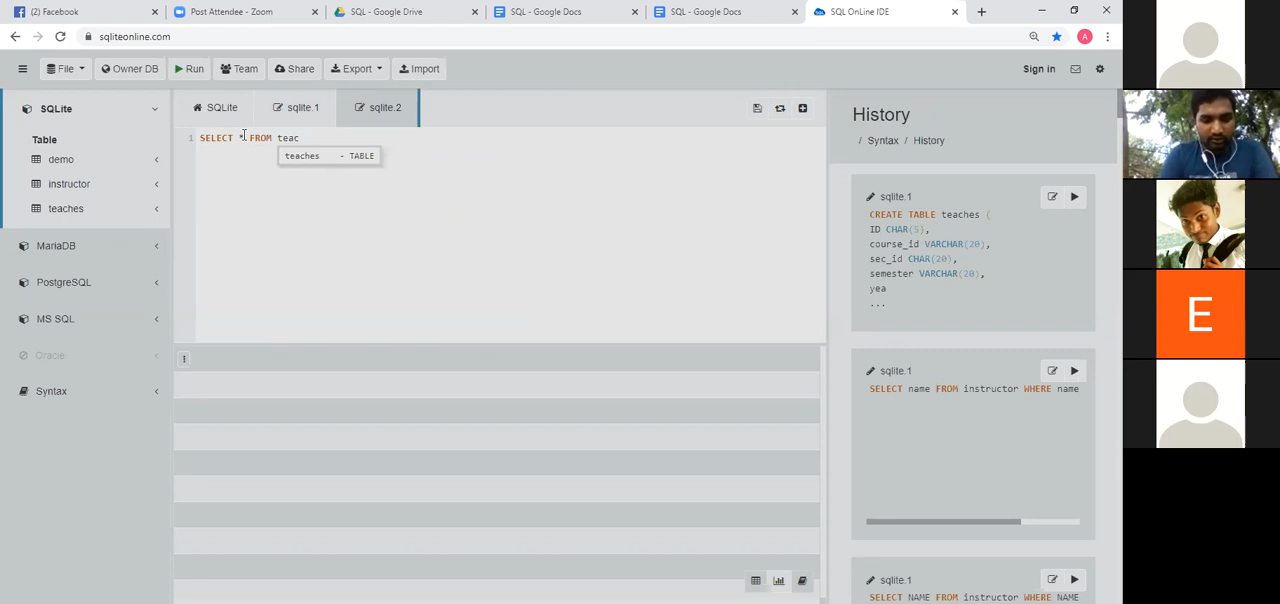 (2) Facebook
Post Attendee - Zoom
SQL - Google Drive
SQL - Google Docs
SQL - Google Docs
SQL OnLine IDE
sqliteonline.com
A
File
Owner DB
Run
Team
Share
Export
Import
Sign in
SQLite
Table
demo
instructor
teaches
MariaDB
PostgreSQL
MS SQL
Oracle
Syntax
SQLite
sqlite.1
sqlite.2
1 SELECT * FROM teac
teaches - TABLE
History
/ Syntax / History
sqlite.1
CREATE TABLE teaches (
ID CHAR(5),
course_id VARCHAR(20),
sec_id CHAR(20),
semester VARCHAR(20),
yea
...
sqlite.1
SELECT name FROM instructor WHERE name
sqlite.1
SELECT NAME FROM instructor WHERE NAME
E